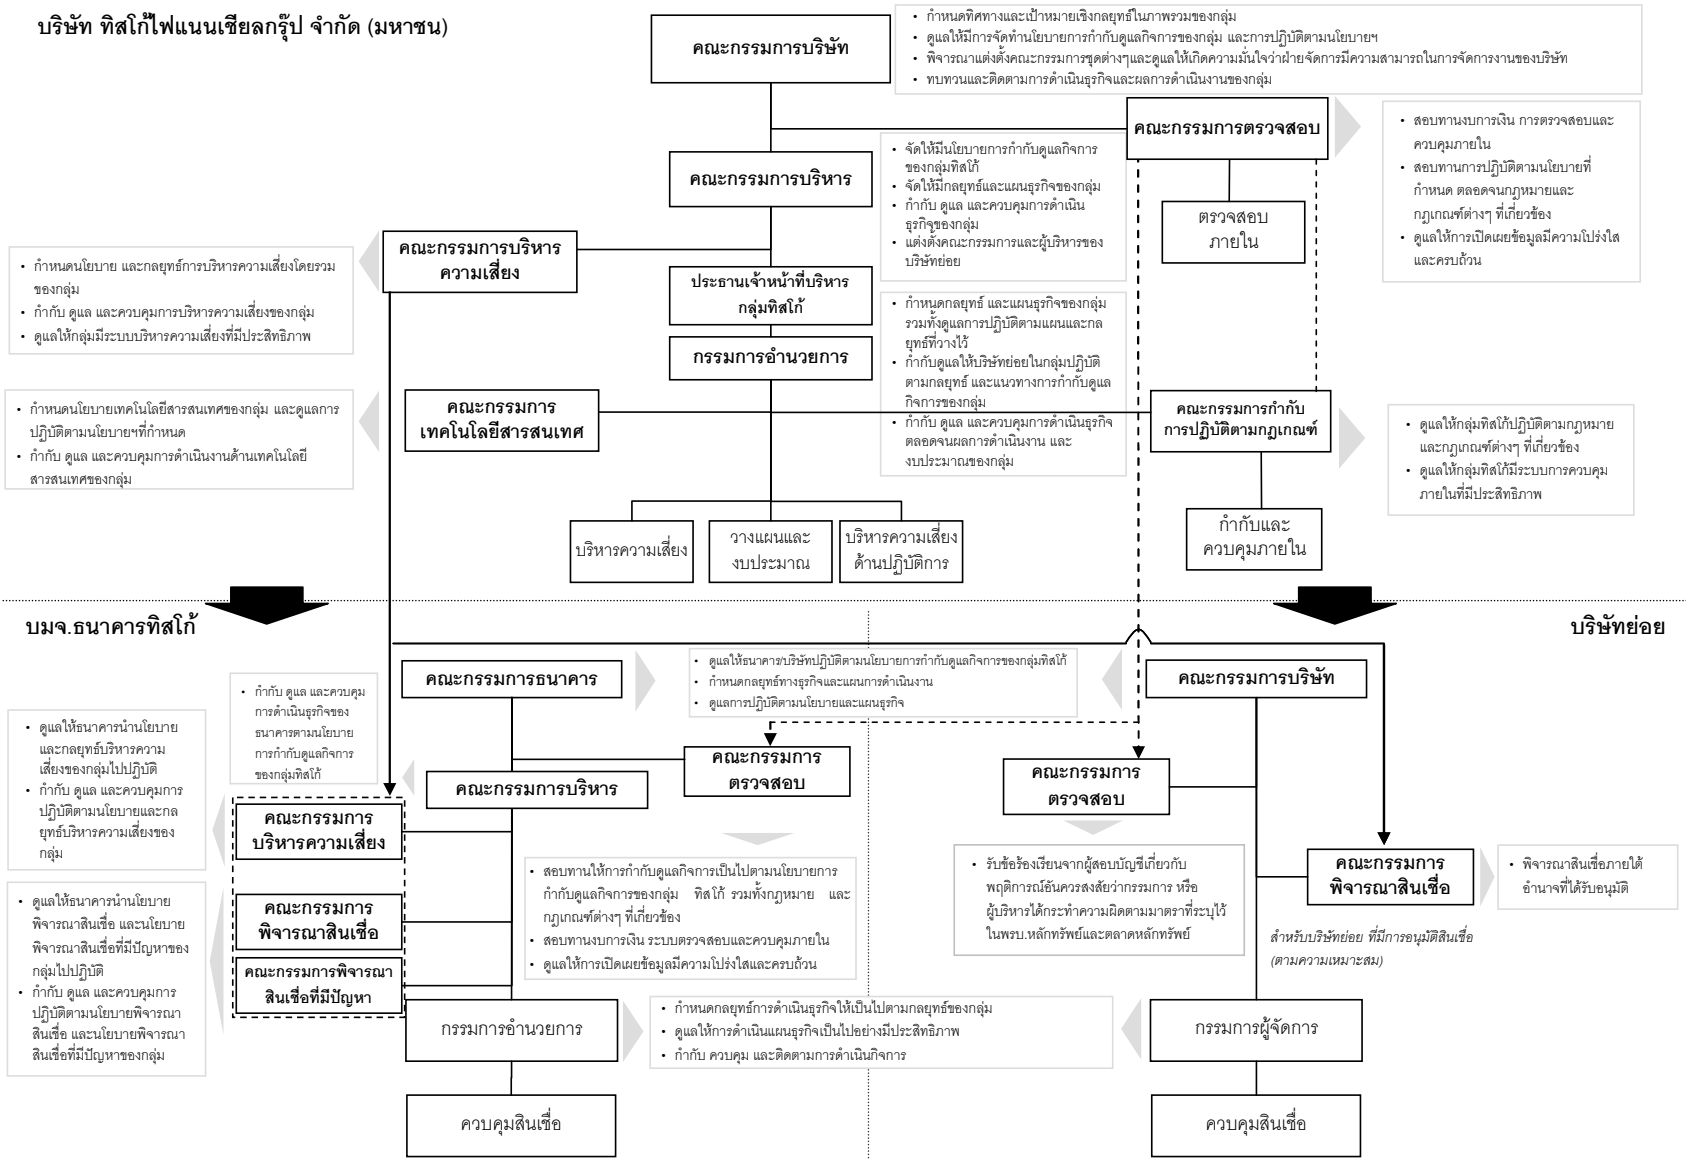 บริษัท ทิสโก้ไฟแนนเชียลกรุ๊ป จำกัด (มหาชน)
คณะกรรมการบริษัท
• กำหนดทิศทางและเป้าหมายเชิงกลยุทธ์ในภาพรวมของกลุ่ม
• ดูแลให้มีการจัดทำนโยบายการกำกับดูแลกิจการของกลุ่ม และการปฏิบัติตามนโยบายฯ
• พิจารณาแต่งตั้งคณะกรรมการชุดต่างๆและดูแลให้เกิดความมั่นใจว่าฝ่ายจัดการมีความสามารถในการจัดการงานของบริษัท
• ทบทวนและติดตามการดำเนินธุรกิจและผลการดำเนินงานของกลุ่ม
คณะกรรมการตรวจสอบ
• สอบทานงบการเงิน การตรวจสอบและ
ควบคุมภายใน
• สอบทานการปฏิบัติตามนโยบายที่
กำหนด ตลอดจนกฎหมายและ
กฎเกณฑ์ต่างๆ ที่เกี่ยวข้อง
• ดูแลให้การเปิดเผยข้อมูลมีความโปร่งใส
และครบถ้วน
คณะกรรมการบริหาร
• จัดให้มีนโยบายการกำกับดูแลกิจการ
ของกลุ่มทิสโก้
• จัดให้มีกลยุทธ์และแผนธุรกิจของกลุ่ม
• กำกับ ดูแล และควบคุมการดำเนิน
ธุรกิจของกลุ่ม
• แต่งตั้งคณะกรรมการและผู้บริหารของ
บริษัทย่อย
ตรวจสอบ
ภายใน
คณะกรรมการบริหาร
ความเสี่ยง
• กำหนดนโยบาย และกลยุทธ์การบริหารความเสี่ยงโดยรวม
ของกลุ่ม
• กำกับ ดูแล และควบคุมการบริหารความเสี่ยงของกลุ่ม
• ดูแลให้กลุ่มมีระบบบริหารความเสี่ยงที่มีประสิทธิภาพ
ประธานเจ้าหน้าที่บริหาร
กลุ่มทิสโก้
กรรมการอำนวยการ
• กำหนดกลยุทธ์ และแผนธุรกิจของกลุ่ม
รวมทั้งดูแลการปฏิบัติตามแผนและกล
ยุทธ์ที่วางไว้
• กำกับดูแลให้บริษัทย่อยในกลุ่มปฏิบัติ
ตามกลยุทธ์ และแนวทางการกำกับดูแล
กิจการของกลุ่ม
• กำกับ ดูแล และควบคุมการดำเนินธุรกิจ
ตลอดจนผลการดำเนินงาน และ
งบประมาณของกลุ่ม
• กำหนดนโยบายเทคโนโลยีสารสนเทศของกลุ่ม และดูแลการ
ปฏิบัติตามนโยบายฯที่กำหนด
• กำกับ ดูแล และควบคุมการดำเนินงานด้านเทคโนโลยี
สารสนเทศของกลุ่ม
คณะกรรมการ
เทคโนโลยีสารสนเทศ
คณะกรรมการกำกับ
การปฏิบัติตามกฎเกณฑ์
• ดูแลให้กลุ่มทิสโก้ปฏิบัติตามกฎหมาย
และกฎเกณฑ์ต่างๆ ที่เกี่ยวข้อง
• ดูแลให้กลุ่มทิสโก้มีระบบการควบคุม
ภายในที่มีประสิทธิภาพ
บริหารความเสี่ยง
วางแผนและ
งบประมาณ
บริหารความเสี่ยง
ด้านปฏิบัติการ
กำกับและ
ควบคุมภายใน
บมจ.ธนาคารทิสโก้
บริษัทย่อย
คณะกรรมการธนาคาร
• ดูแลให้ธนาคาร/บริษัทปฏิบัติตามนโยบายการกำกับดูแลกิจการของกลุ่มทิสโก้
• กำหนดกลยุทธ์ทางธุรกิจและแผนการดำเนินงาน
• ดูแลการปฏิบัติตามนโยบายและแผนธุรกิจ
คณะกรรมการบริษัท
• กำกับ ดูแล และควบคุม
การดำเนินธุรกิจของ
ธนาคารตามนโยบาย
การกำกับดูแลกิจการ
ของกลุ่มทิสโก้
• ดูแลให้ธนาคารนำนโยบาย
และกลยุทธ์บริหารความ
เสี่ยงของกลุ่มไปปฏิบัติ
• กำกับ ดูแล และควบคุมการ
ปฏิบัติตามนโยบายและกล
ยุทธ์บริหารความเสี่ยงของ
กลุ่ม
คณะกรรมการ
ตรวจสอบ
คณะกรรมการบริหาร
คณะกรรมการ
ตรวจสอบ
คณะกรรมการ
บริหารความเสี่ยง
• สอบทานให้การกำกับดูแลกิจการเป็นไปตามนโยบายการ
กำกับดูแลกิจการของกลุ่ม ทิสโก้ รวมทั้งกฎหมาย และ
กฎเกณฑ์ต่างๆ ที่เกี่ยวข้อง
• สอบทานงบการเงิน ระบบตรวจสอบและควบคุมภายใน
• ดูแลให้การเปิดเผยข้อมูลมีความโปร่งใสและครบถ้วน
• รับข้อร้องเรียนจากผู้สอบบัญชีเกี่ยวกับ
พฤติการณ์อันควรสงสัยว่ากรรมการ หรือ
ผู้บริหารได้กระทำความผิดตามมาตราที่ระบุไว้
ในพรบ.หลักทรัพย์และตลาดหลักทรัพย์
คณะกรรมการ
พิจารณาสินเชื่อ
• พิจารณาสินเชื่อภายใต้
อำนาจที่ได้รับอนุมัติ
สำหรับบริษัทย่อย ที่มีการอนุมัติสินเชื่อ
(ตามความเหมาะสม)
• ดูแลให้ธนาคารนำนโยบาย
พิจารณาสินเชื่อ และนโยบาย
พิจารณาสินเชื่อที่มีปัญหาของ
กลุ่มไปปฏิบัติ
• กำกับ ดูแล และควบคุมการ
ปฏิบัติตามนโยบายพิจารณา
สินเชื่อ และนโยบายพิจารณา
สินเชื่อที่มีปัญหาของกลุ่ม
คณะกรรมการ
พิจารณาสินเชื่อ
คณะกรรมการพิจารณา
สินเชื่อที่มีปัญหา
กรรมการอำนวยการ
• กำหนดกลยุทธ์การดำเนินธุรกิจให้เป็นไปตามกลยุทธ์ของกลุ่ม
• ดูแลให้การดำเนินแผนธุรกิจเป็นไปอย่างมีประสิทธิภาพ
• กำกับ ควบคุม และติดตามการดำเนินกิจการ
กรรมการผู้จัดการ
ควบคุมสินเชื่อ
ควบคุมสินเชื่อ